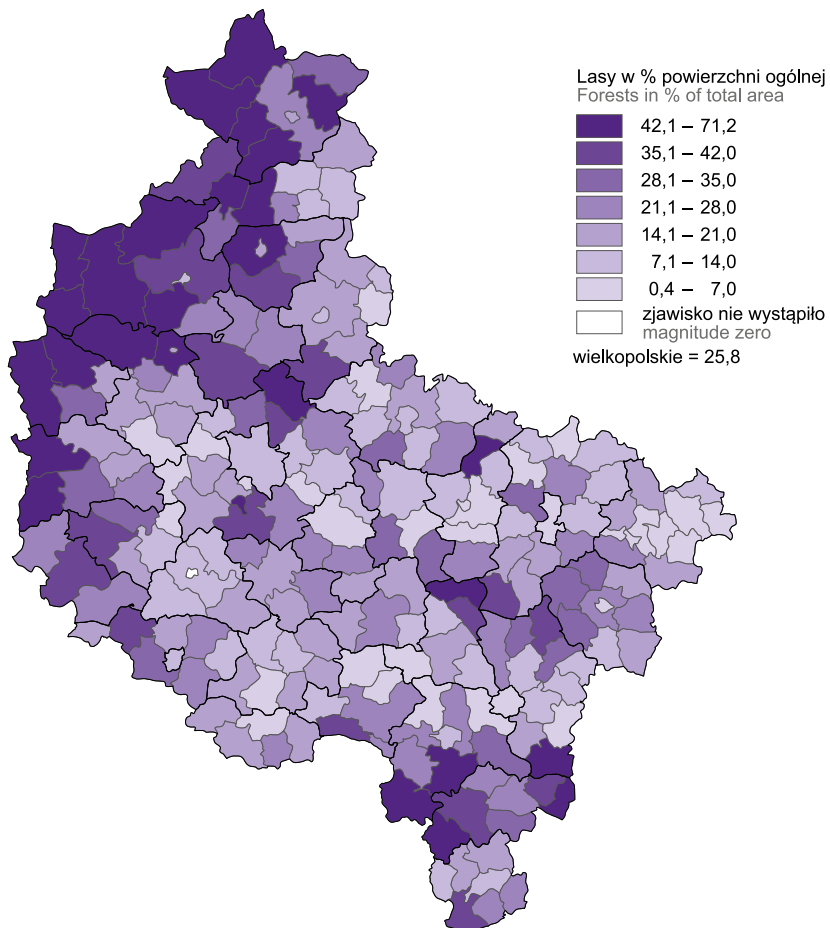 Lasy w % powierzchni ogólnej
Forests in % of total area
42,1 – 71,2
35,1 – 42,0
28,1 – 35,0
21,1 – 28,0
14,1 – 21,0
7,1 – 14,0
0,4 – 7,0
zjawisko nie wystąpiło
magnitude zero
wielkopolskie = 25,8